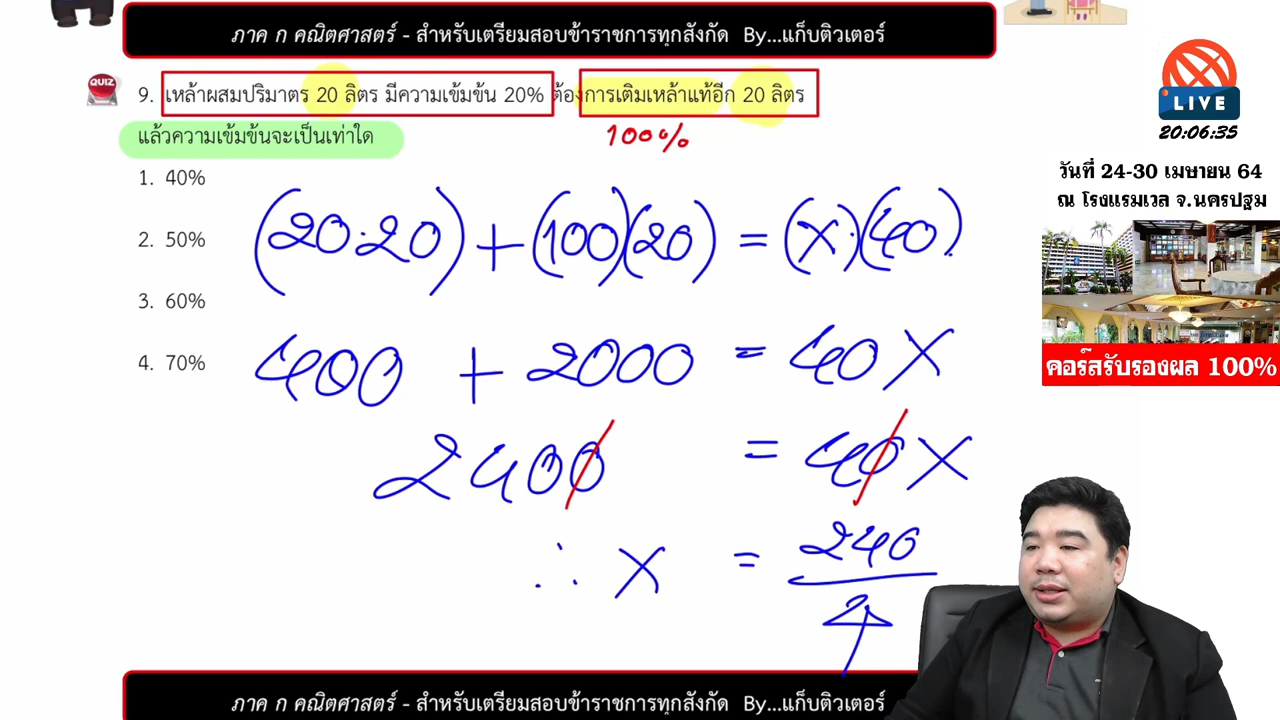 ภาค ก คณิตศาสตร์ - สำหรับเตรียมสอบข้าราชการทุกสังกัด By...แก็บติวเตอร์
QUIZ
9. เหล้าผสมปริมาตร 20 ลิตร มีความเข้มข้น 20% ต้องการเติมเหล้าแท้อีก 20 ลิตร
แล้วความเข้มข้นจะเป็นเท่าใด
100%
1. 40%
2. 50%
3. 60%
4. 70%
(20·20) + (100)(20) = (x·)(40)
400 + 2000 = 40x
2400 = 40x
∴ x = 240
4
LIVE
20:06:35
วันที่ 24-30 เมษายน 64
ณ โรงแรมเวล จ.นครปฐม
คอร์สรับรองผล 100%
ภาค ก คณิตศาสตร์ - สำหรับเตรียมสอบข้าราชการทุกสังกัด By...แก็บติวเตอร์